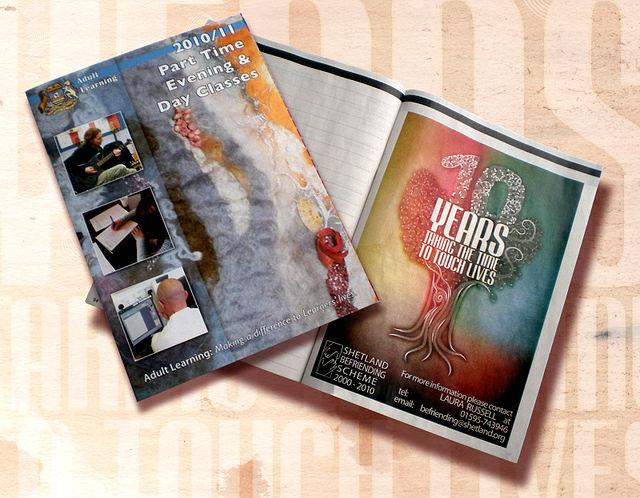 Adult
Learning
2010/11
Part Time
Evening &
Day Classes
Adult Learning: Making a difference to Learners' lives
10
YEARS
TAKING THE TIME
TO TOUCH LIVES
SHETLAND
BEFRIENDING
SCHEME
2000 - 2010
For more information please contact
LAURA RUSSELL at
tel: 01595-743946
email: befriending@shetland.org